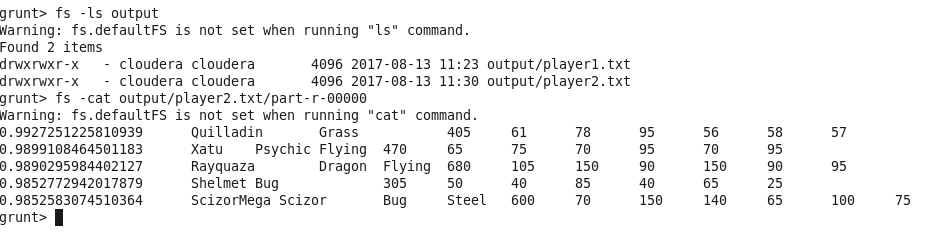 grunt> fs -ls output
Warning: fs.defaultFS is not set when running "ls" command.
Found 2 items
drwxrwxr-x   - cloudera cloudera       4096 2017-08-13 11:23 output/player1.txt
drwxrwxr-x   - cloudera cloudera       4096 2017-08-13 11:30 output/player2.txt
grunt> fs -cat output/player2.txt/part-r-00000
Warning: fs.defaultFS is not set when running "cat" command.
0.9927251225810939      Quilladin       Grass           405     61      78      95      56      58      57
0.9899108464501183      Xatu    Psychic Flying  470     65      75      70      95      70      95
0.9890295984402127      Rayquaza        Dragon  Flying  680     105     150     90      150     90      95
0.9852772942017879      Shelmet Bug             305     50      40      85      40      65      25
0.9852583074510364      ScizorMega Scizor       Bug     Steel   600     70      150     140     65      100     75
grunt>